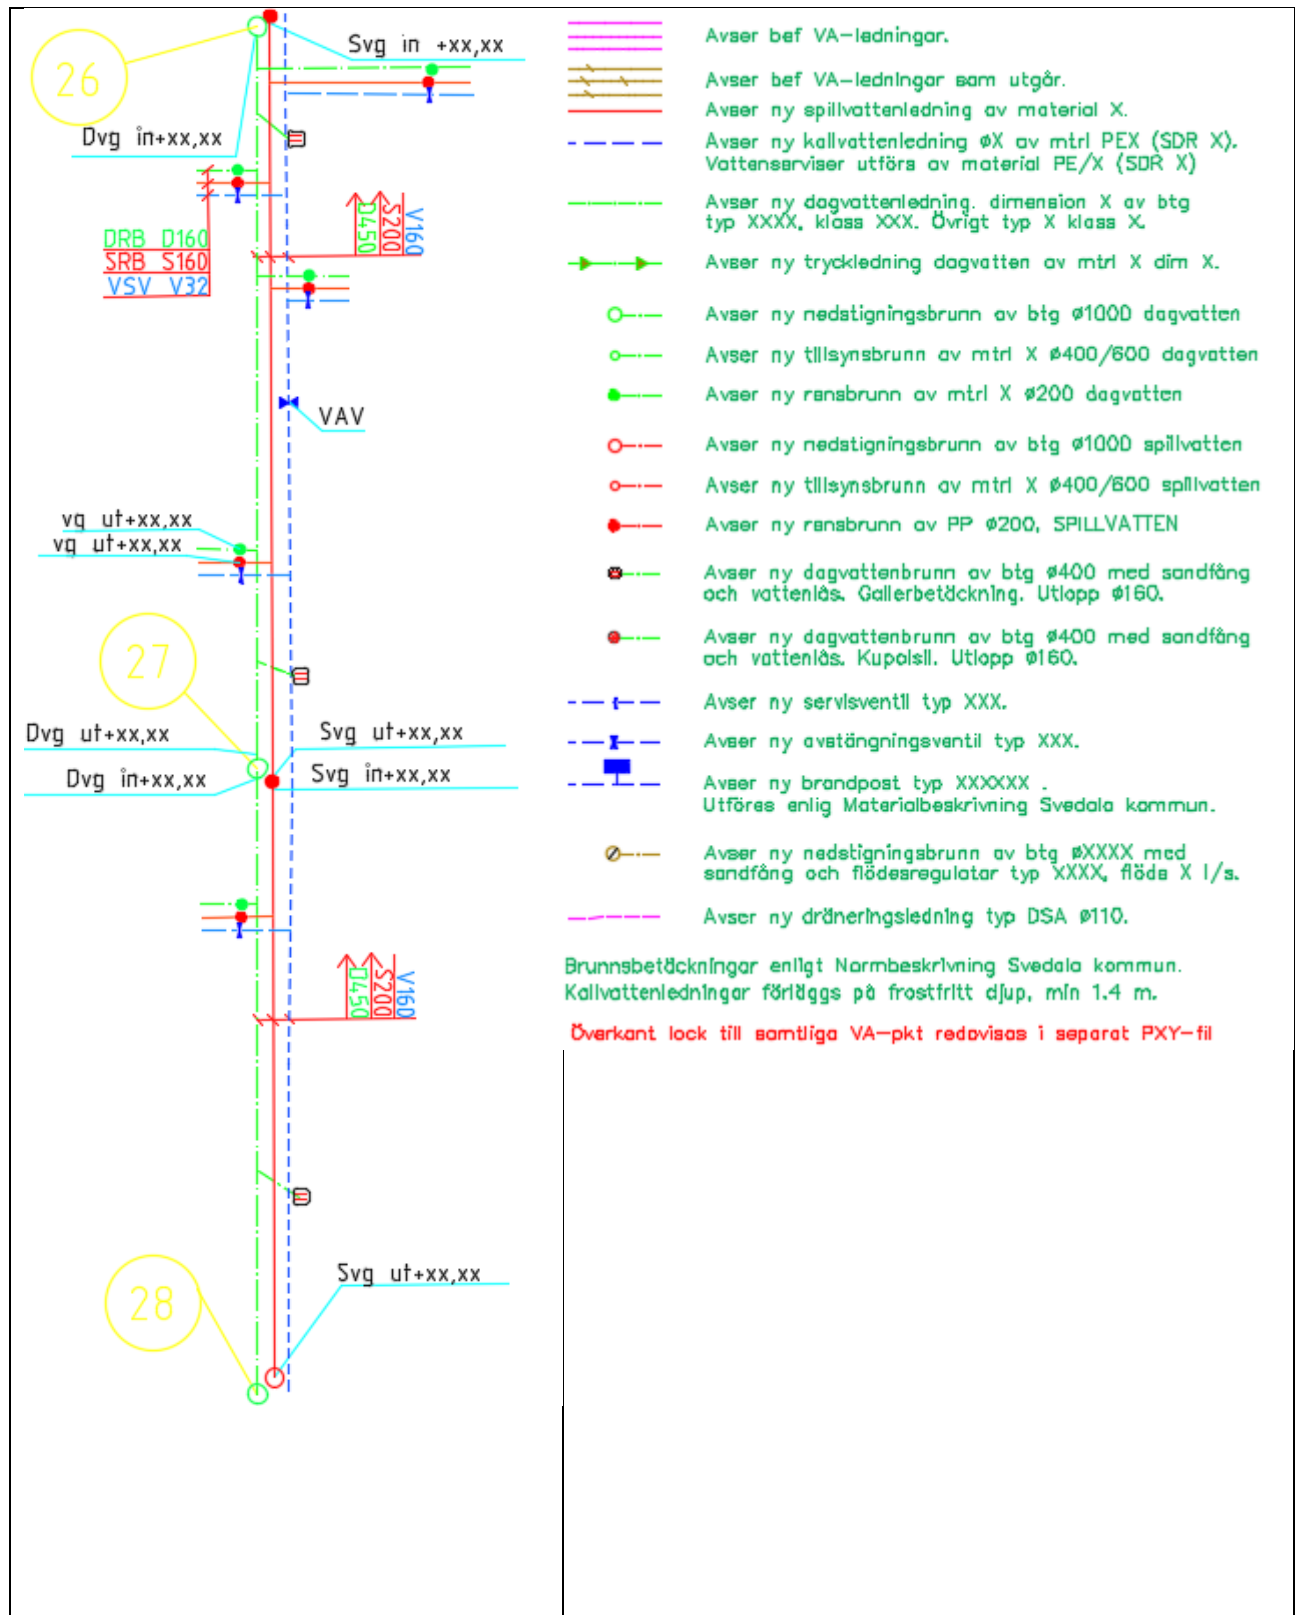 26
Svg in +xx,xx
Dvg in+xx,xx
DRB D160
SRB S160
VSV V32
D450
S200
V160
VAV
vg ut+xx,xx
vg ut+xx,xx
27
Dvg ut+xx,xx
Dvg in+xx,xx
Svg ut+xx,xx
Svg in+xx,xx
D450
S200
V160
28
Svg ut+xx,xx
Avser bef VA-ledningar.
Avser bef VA-ledningar som utgår.
Avser ny spillvattenledning av material X.
Avser ny kallvattenledning øX av mtrl PEX (SDR X).
Vattenserviser utförs av material PE/X (SDR X)
Avser ny dagvattenledning. dimension X av btg
typ XXXX, klass XXX. Övrigt typ X klass X.
Avser ny tryckledning dagvatten av mtrl X dim X.
Avser ny nedstigningsbrunn av btg ø1000 dagvatten
Avser ny tillsynsbrunn av mtrl X ø400/600 dagvatten
Avser ny rensbrunn av mtrl X ø200 dagvatten
Avser ny nedstigningsbrunn av btg ø1000 spillvatten
Avser ny tillsynsbrunn av mtrl X ø400/600 spillvatten
Avser ny rensbrunn av PP ø200, SPILLVATTEN
Avser ny dagvattenbrunn av btg ø400 med sandfång
och vattenlås. Gallerbetäckning. Utlopp ø160.
Avser ny dagvattenbrunn av btg ø400 med sandfång
och vattenlås. Kupolsil. Utlopp ø160.
Avser ny servisventil typ XXX.
Avser ny avstängningsventil typ XXX.
Avser ny brandpost typ XXXXXX .
Utföres enlig Materialbeskrivning Svedala kommun.
Avser ny nedstigningsbrunn av btg øXXXX med
sandfång och flödesregulator typ xXXX, flöde X l/s.
Avser ny dräneringsledning typ DSA ø110.
Brunnsbetäckningar enligt Normbeskrivning Svedala kommun.
Kallvattenledningar förläggs på frostfritt djup, min 1.4 m.
Överkant lock till samtliga VA-pkt redovisas i separat PXY-fil